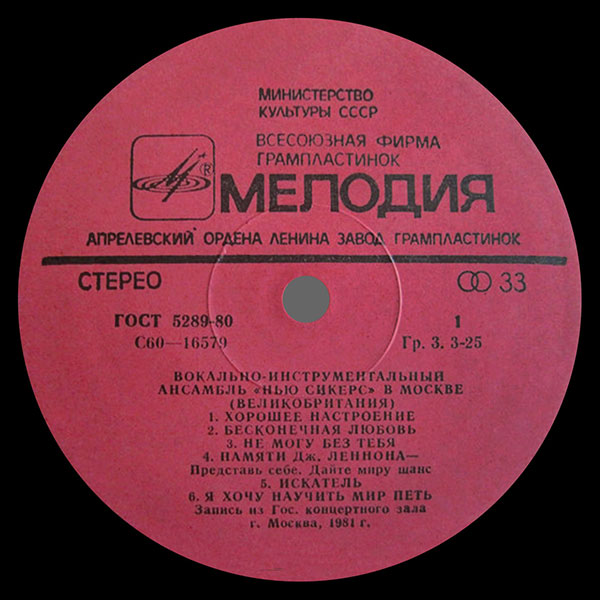 МИНИСТЕРСТВО
КУЛЬТУРЫ СССР
ВСЕСОЮЗНАЯ ФИРМА
ГРАМПЛАСТИНОК
® МЕЛОДИЯ
АПРЕЛЕВСКИЙ ОРДЕНА ЛЕНИНА ЗАВОД ГРАМПЛАСТИНОК
СТЕРЕО 33
ГОСТ 5289-80 1
С60—16579 Гр. 3. 3-25
ВОКАЛЬНО-ИНСТРУМЕНТАЛЬНЫЙ
АНСАМБЛЬ «НЬЮ СИКЕРС» В МОСКВЕ
(ВЕЛИКОБРИТАНИЯ)
1. ХОРОШЕЕ НАСТРОЕНИЕ
2. БЕСКОНЕЧНАЯ ЛЮБОВЬ
3. НЕ МОГУ БЕЗ ТЕБЯ
4. ПАМЯТИ ДЖ. ЛЕННОНА—
Представь себе. Дайте миру шанс
5. ИСКАТЕЛЬ
6. Я ХОЧУ НАУЧИТЬ МИР ПЕТЬ
Запись из Гос. концертного зала
г. Москва, 1981 г.